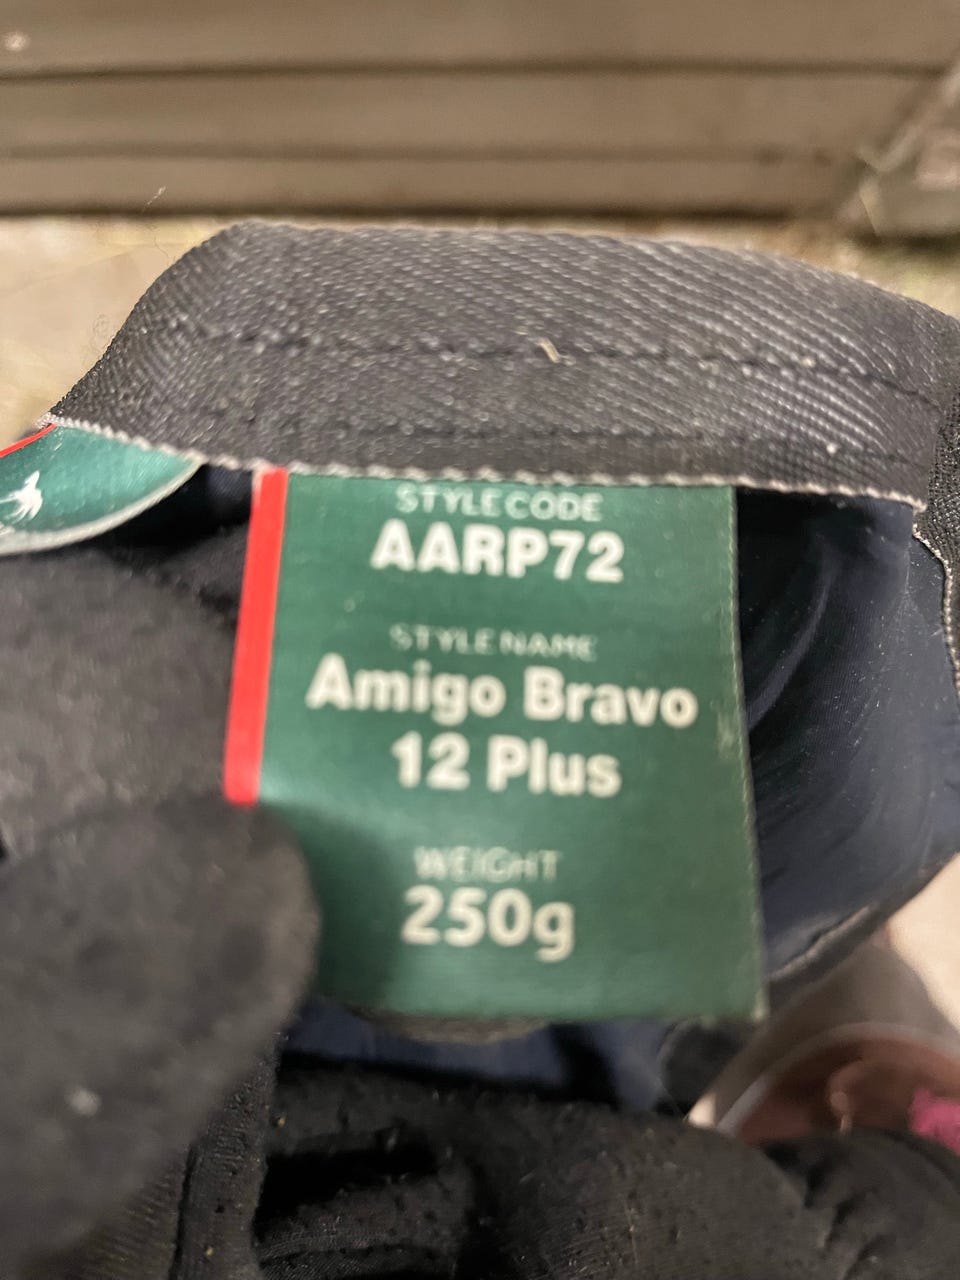 STYLE CODE
AARP72
STYLE NAME
Amigo Bravo
12 Plus
WEIGHT
250g